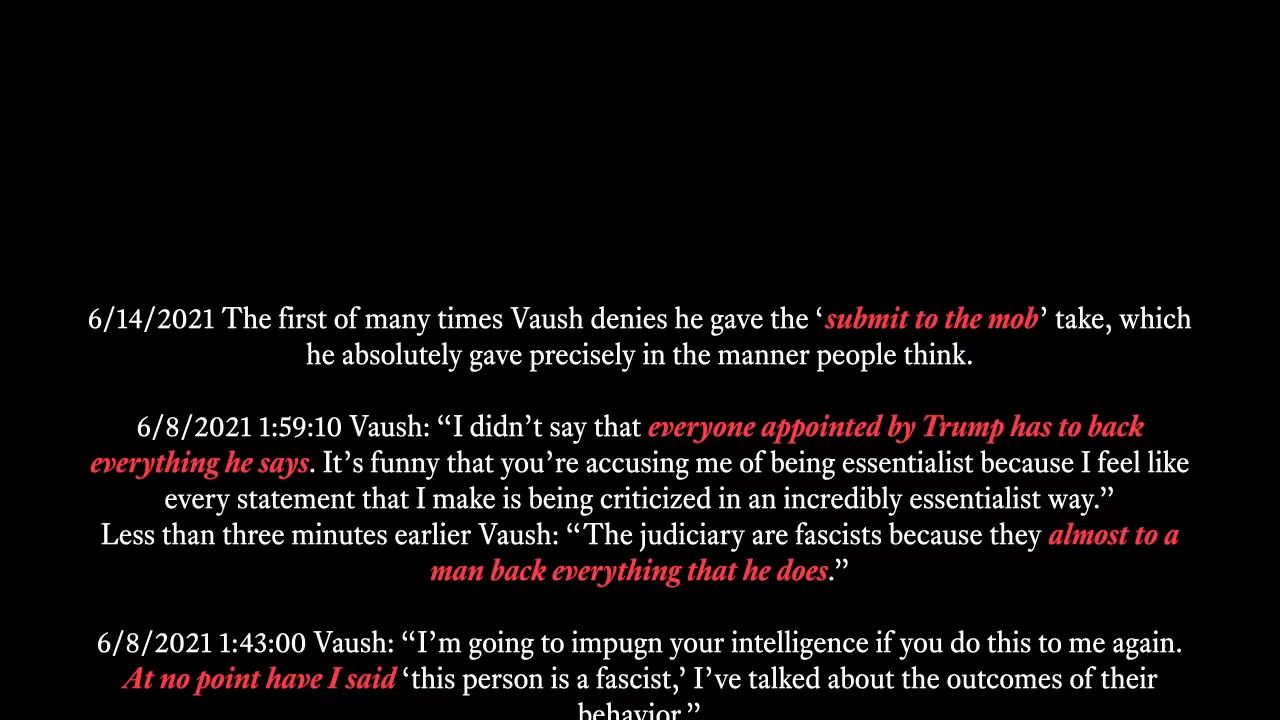 6/14/2021 The first of many times Vaush denies he gave the ‘submit to the mob’ take, which
he absolutely gave precisely in the manner people think.
6/8/2021 1:59:10 Vaush: “I didn’t say that everyone appointed by Trump has to back
everything he says. It’s funny that you’re accusing me of being essentialist because I feel like
every statement that I make is being criticized in an incredibly essentialist way.”
Less than three minutes earlier Vaush: “The judiciary are fascists because they almost to a
man back everything that he does.”
6/8/2021 1:43:00 Vaush: “I’m going to impugn your intelligence if you do this to me again.
At no point have I said ‘this person is a fascist,’ I’ve talked about the outcomes of their
behavior.”